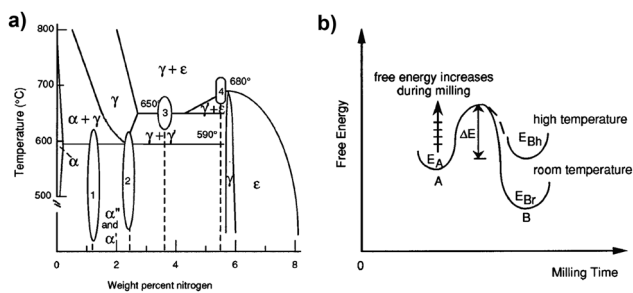 a)
800
700
600
500
Temperature (°C)
γ + ε
680°
4
γ
650°
3
γ+ε
α + γ
γ + γ'
590°
α
1
2
α"
and
α'
γ'
ε
0
2
4
6
8
Weight percent nitrogen
b)
Free Energy
free energy increases
during milling
ΔE
high temperature
E_Bh
E_A
A
room temperature
E_Br
B
0
Milling Time